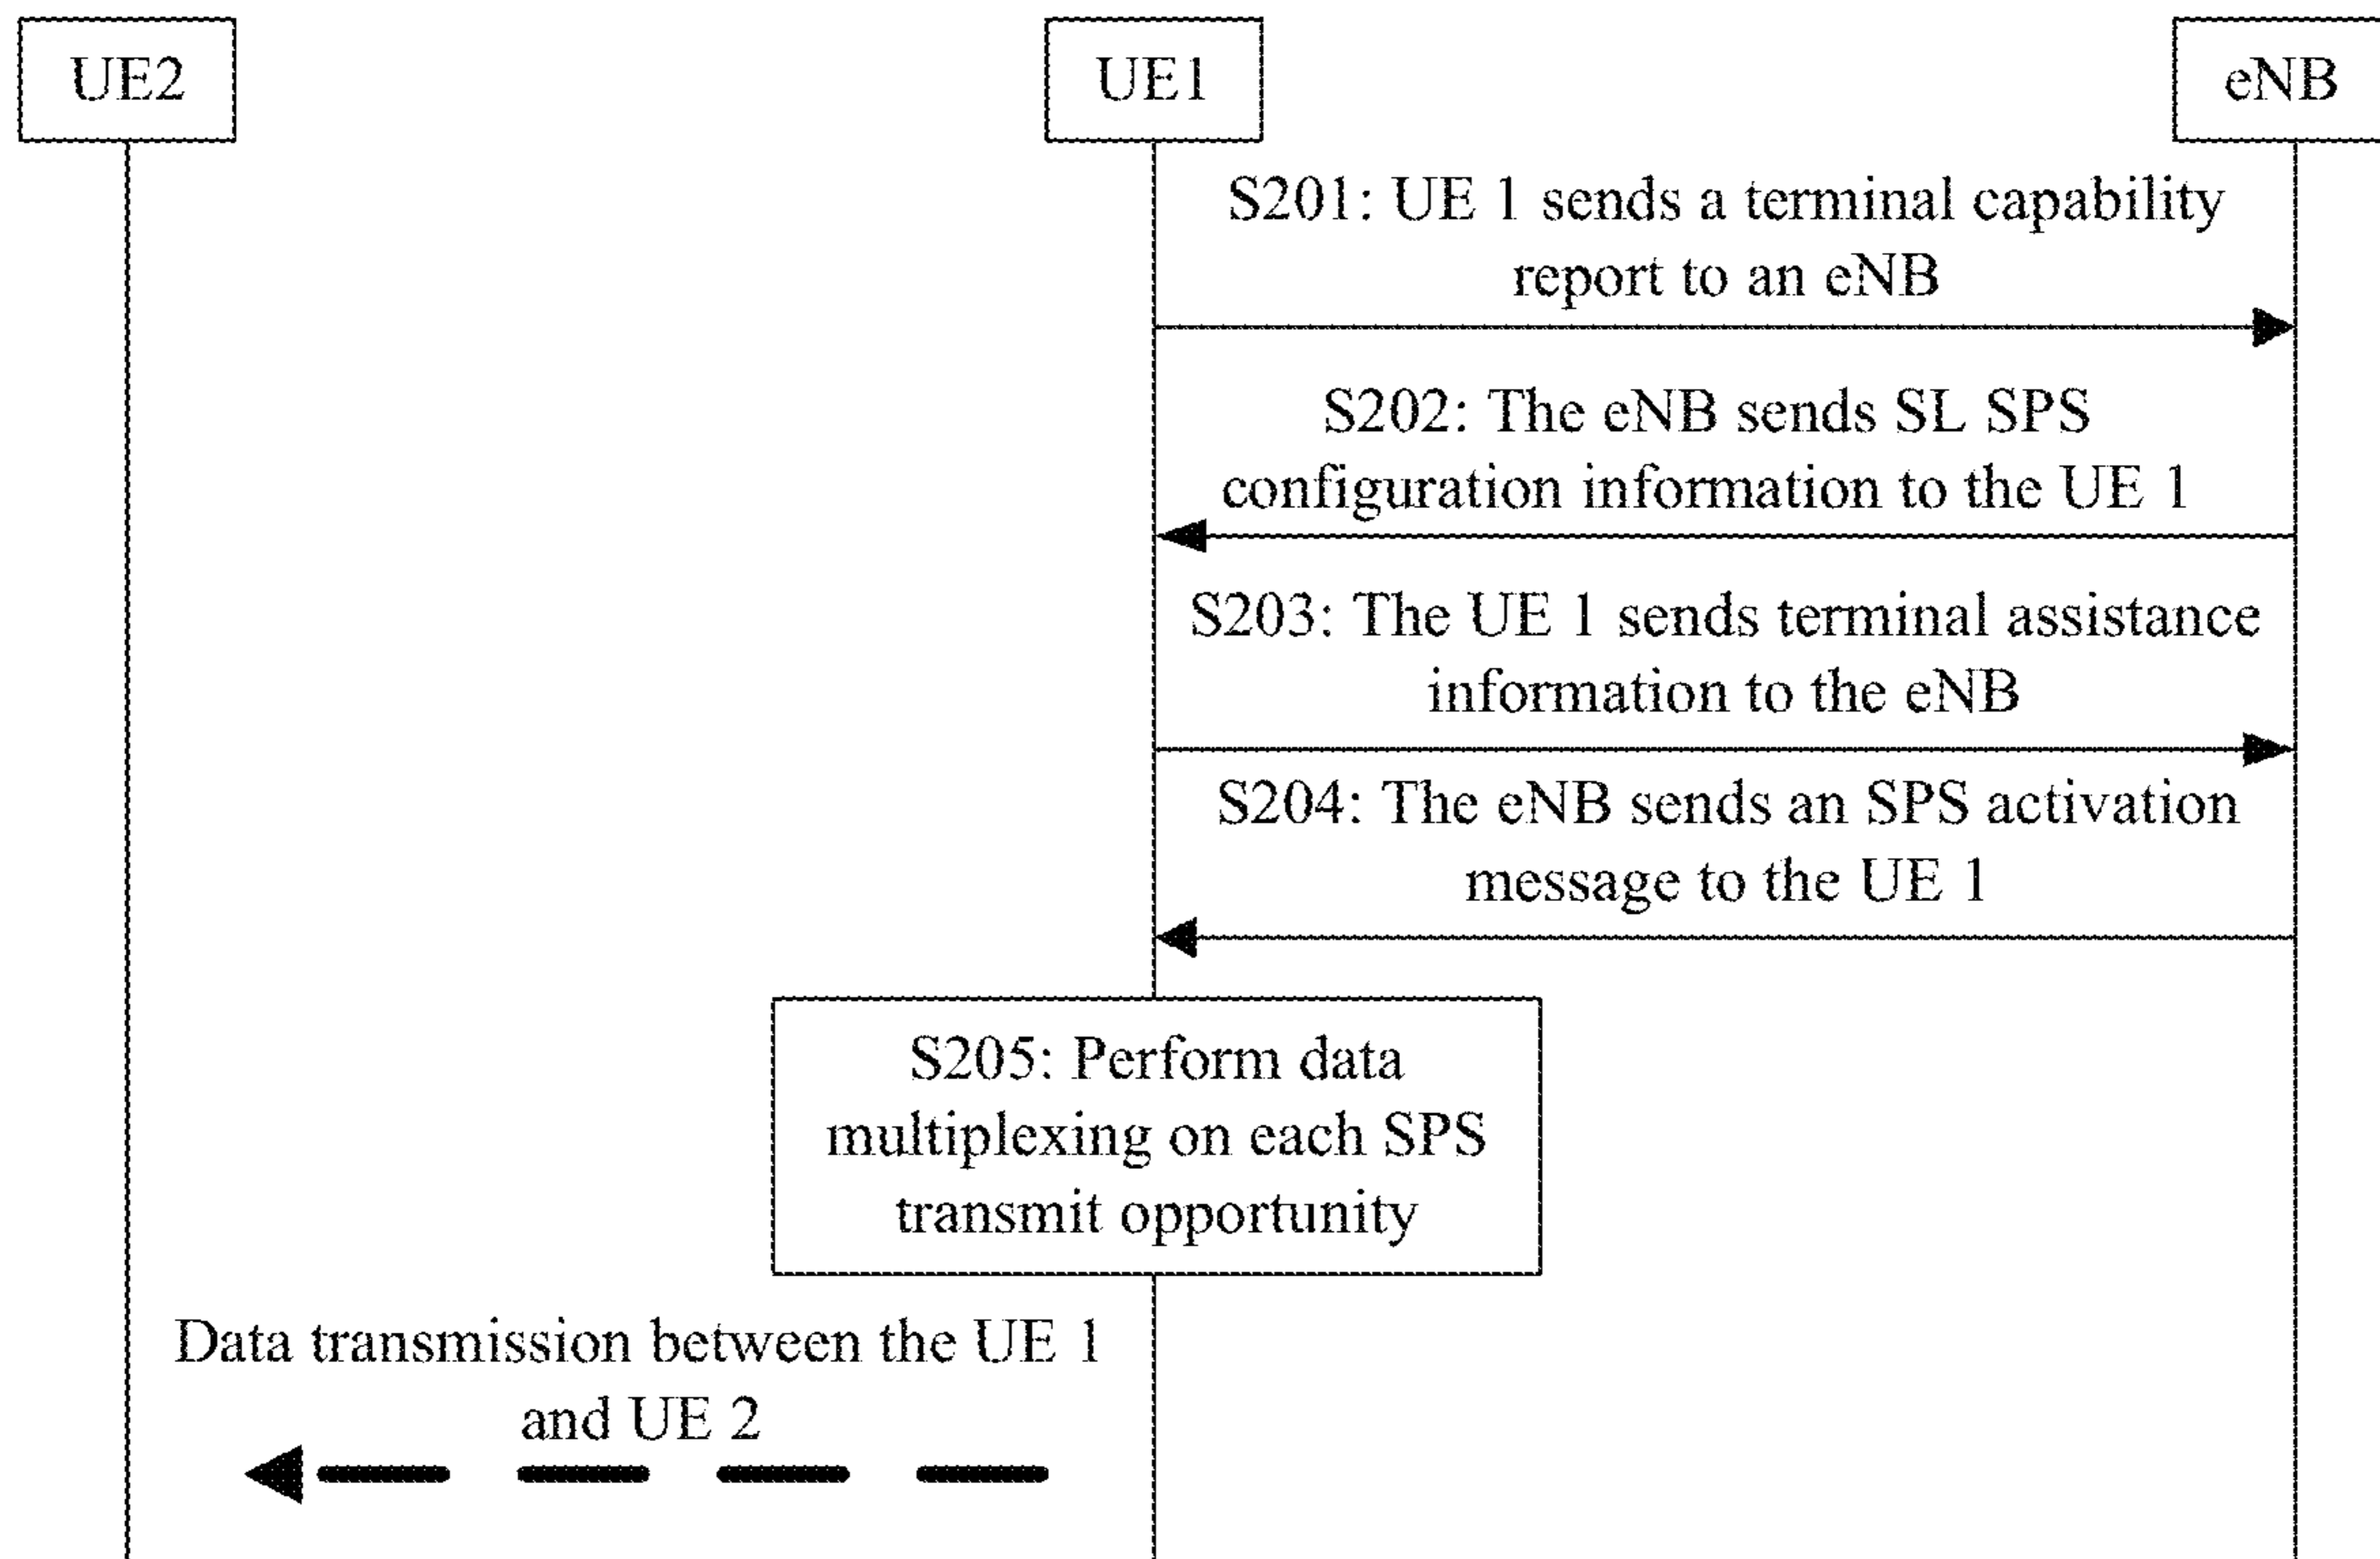 UE2
UE1
eNB
S201: UE 1 sends a terminal capability
report to an eNB
S202: The eNB sends SL SPS
configuration information to the UE 1
S203: The UE 1 sends terminal assistance
information to the eNB
S204: The eNB sends an SPS activation
message to the UE 1
S205: Perform data
multiplexing on each SPS
transmit opportunity
Data transmission between the UE 1
and UE 2